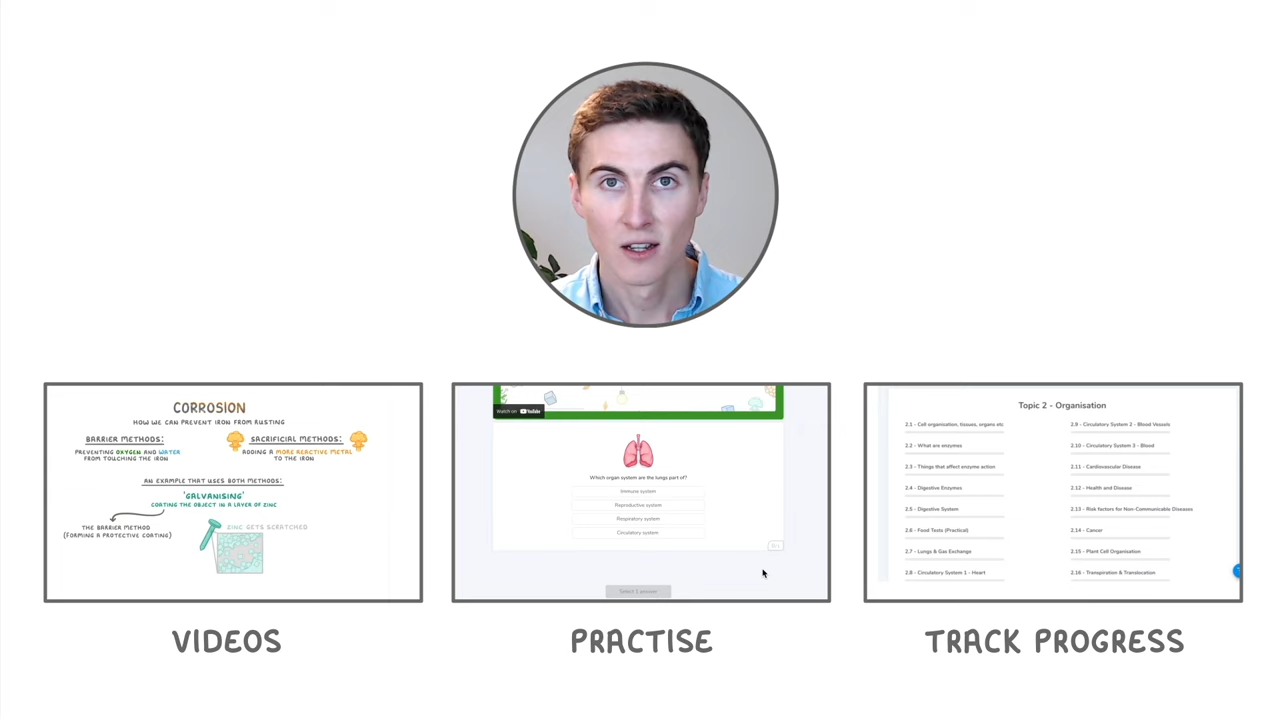 CORROSION
HOW WE CAN PREVENT IRON FROM RUSTING
BARRIER METHODS:
PREVENTING OXYGEN AND WATER
FROM TOUCHING THE IRON
SACRIFICIAL METHODS:
ADDING A MORE REACTIVE METAL
TO THE IRON
AN EXAMPLE THAT USES BOTH METHODS:
'GALVANISING'
COATING THE OBJECT IN A LAYER OF ZINC
THE BARRIER METHOD
(FORMING A PROTECTIVE COATING)
ZINC GETS SCRATCHED
Watch on YouTube
Which organ system are the lungs part of?
Immune system
Reproductive system
Respiratory system
Circulatory system
Select 1 answer
Topic 2 - Organisation
2.1 - Cell organisation, tissues, organs etc
2.2 - What are enzymes
2.3 - Things that affect enzyme action
2.4 - Digestive Enzymes
2.5 - Digestive System
2.6 - Food Tests (Practical)
2.7 - Lungs & Gas Exchange
2.8 - Circulatory System 1 - Heart
2.9 - Circulatory System 2 - Blood Vessels
2.10 - Circulatory System 3 - Blood
2.11 - Cardiovascular Disease
2.12 - Health and Disease
2.13 - Risk factors for Non-Communicable Diseases
2.14 - Cancer
2.15 - Plant Cell Organisation
2.16 - Transpiration & Translocation
VIDEOS
PRACTISE
TRACK PROGRESS